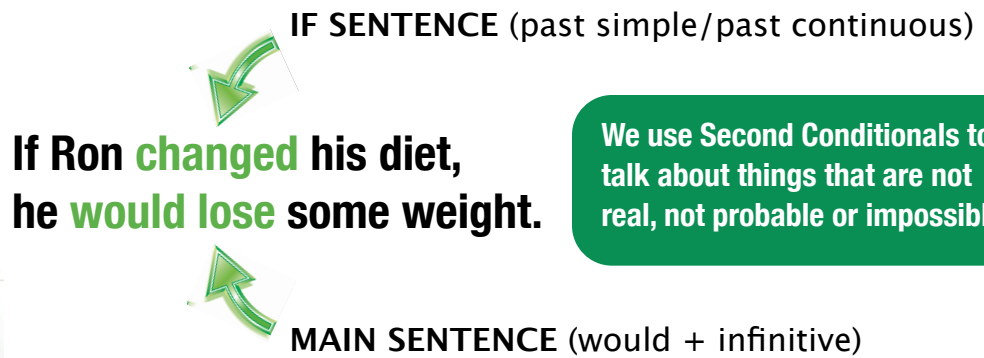 IF SENTENCE (past simple/past continuous)
If Ron changed his diet,
he would lose some weight.
We use Second Conditionals to
talk about things that are not
real, not probable or
MAIN SENTENCE (would + infinitive)